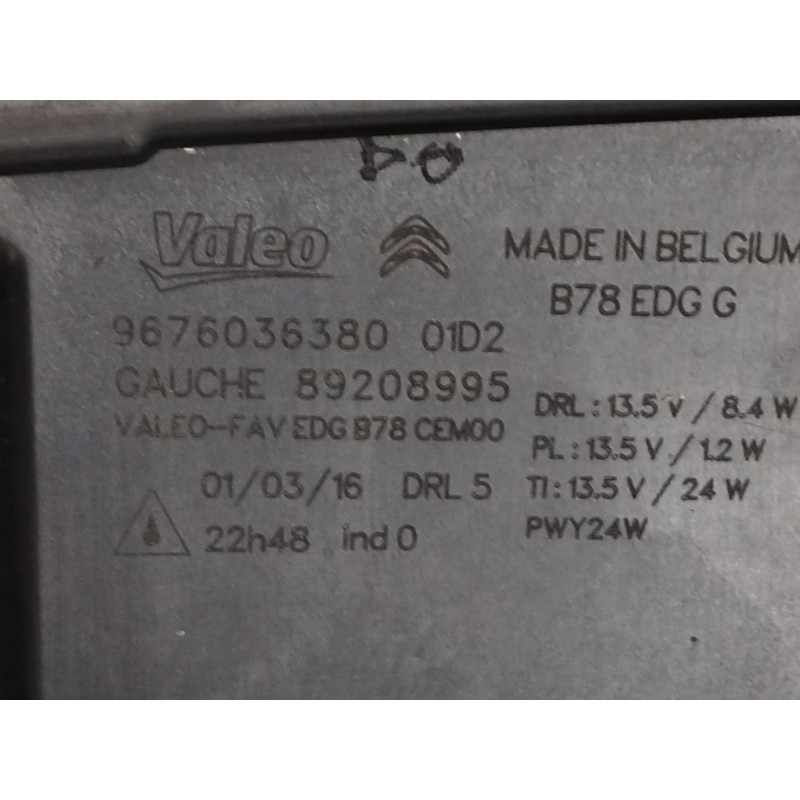 Valeo
MADE IN BELGIUM
B78 EDG G
9676036380 01D2
GAUCHE 89208995
VALEO-FAV EDG B78 CEM00
01/03/16 DRL 5
22h48 ind 0
DRL : 13.5 v / 8.4 W
PL : 13.5 V / 1.2 W
TI : 13.5 V / 24 W
PWY24W